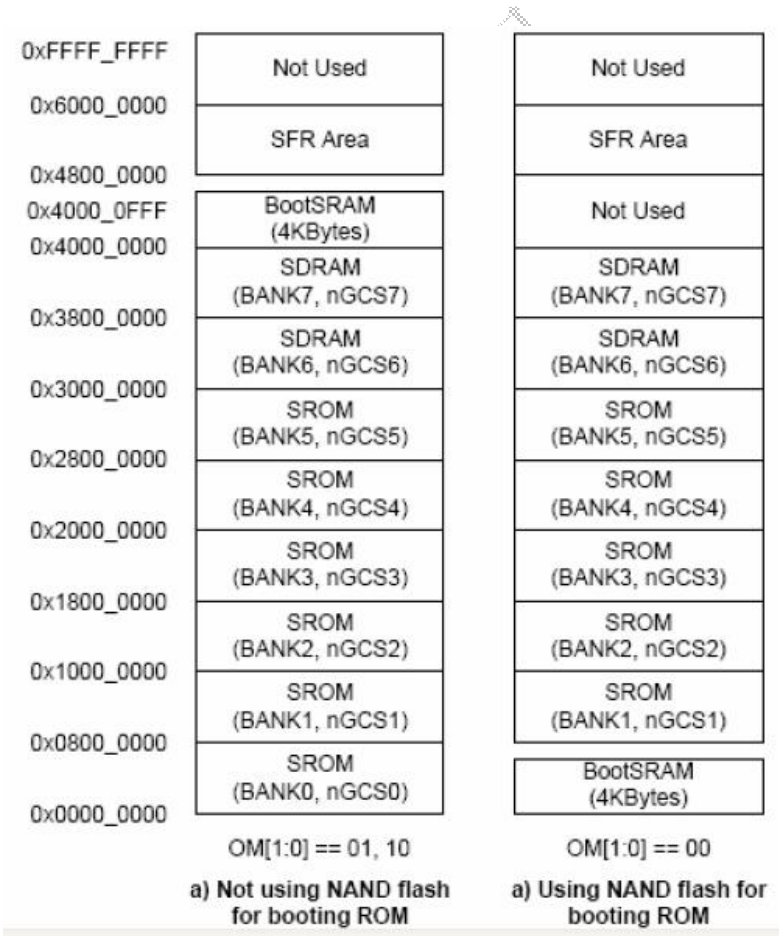 0xFFFF_FFFF
Not Used
Not Used
0x6000_0000
SFR Area
SFR Area
0x4800_0000
0x4000_0FFF
BootSRAM
(4KBytes)
Not Used
0x4000_0000
SDRAM
(BANK7, nGCS7)
SDRAM
(BANK7, nGCS7)
0x3800_0000
SDRAM
(BANK6, nGCS6)
SDRAM
(BANK6, nGCS6)
0x3000_0000
SROM
(BANK5, nGCS5)
SROM
(BANK5, nGCS5)
0x2800_0000
SROM
(BANK4, nGCS4)
SROM
(BANK4, nGCS4)
0x2000_0000
SROM
(BANK3, nGCS3)
SROM
(BANK3, nGCS3)
0x1800_0000
SROM
(BANK2, nGCS2)
SROM
(BANK2, nGCS2)
0x1000_0000
SROM
(BANK1, nGCS1)
SROM
(BANK1, nGCS1)
0x0800_0000
SROM
(BANK0, nGCS0)
BootSRAM
(4KBytes)
0x0000_0000
OM[1:0] == 01, 10
OM[1:0] == 00
a) Not using NAND flash
for booting ROM
a) Using NAND flash for
booting ROM